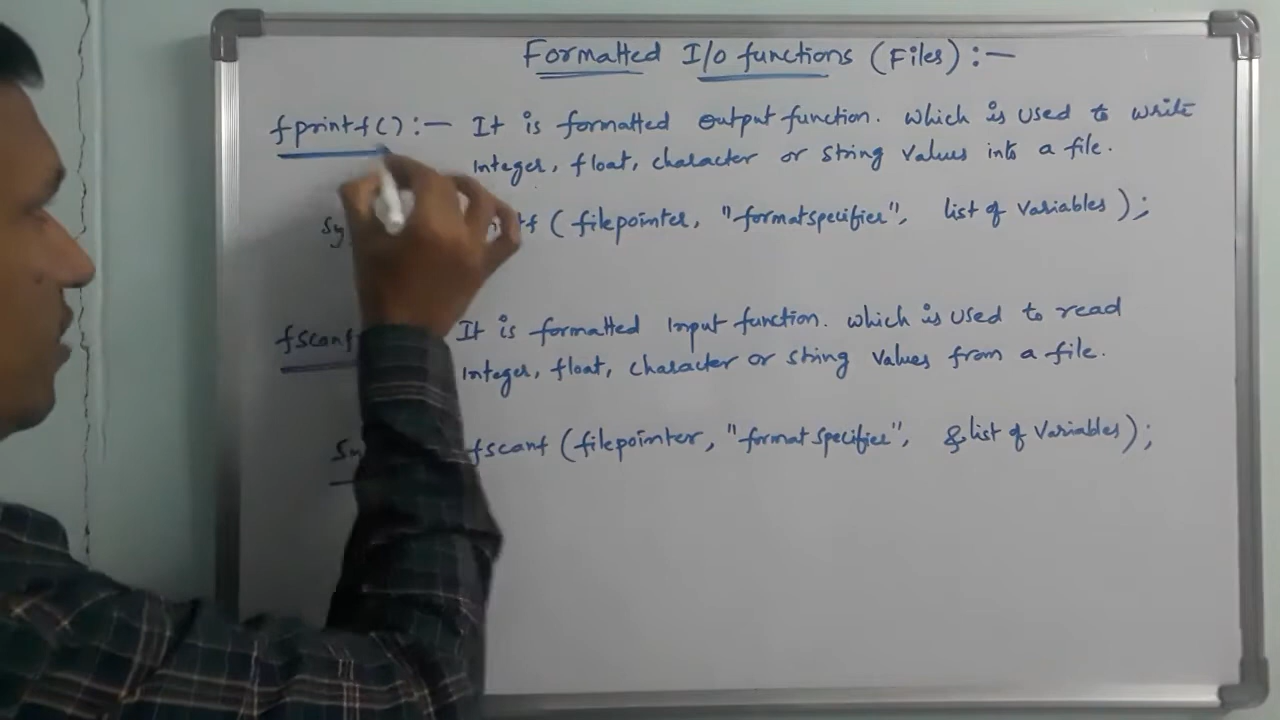 Formatted I/o functions (Files):-
fprintf():- It is formatted output function. which is used to write
integer, float, character or string values into a file.
(filepointer, "formatspecifier", list of variables);
It is formatted input function. which is used to read
integer, float, character or string values from a file.
fscanf (filepointer, "format specifier", &list of variables);